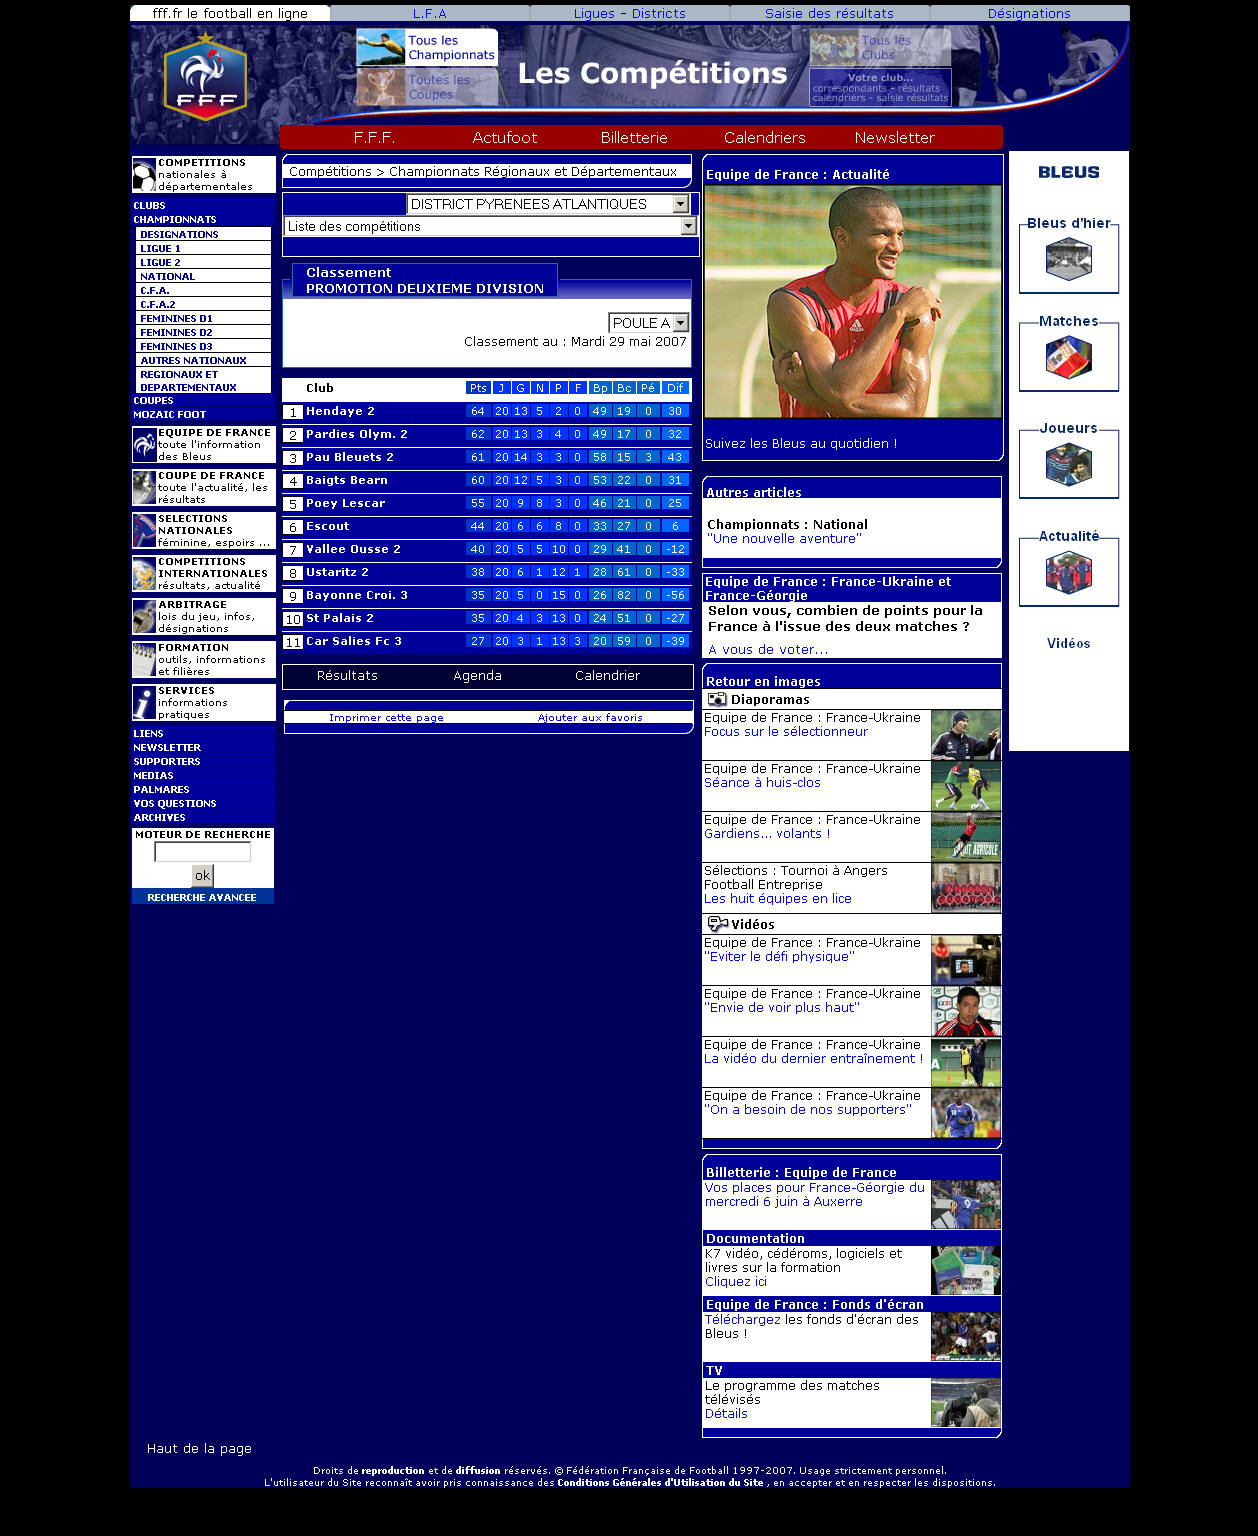 fff.fr le football en ligne L.F.A Ligues - Districts Saisie des résultats Désignations
FFF
Tous les
Championnats
Toutes les
Coupes
Les Compétitions
Tous les
Clubs
Votre club...
correspondants - résultats
calendriers - saisie résultats
F.F.F. Actufoot Billetterie Calendriers Newsletter
COMPETITIONS
nationales à
départementales
CLUBS
CHAMPIONNATS
DESIGNATIONS
LIGUE 1
LIGUE 2
NATIONAL
C.F.A.
C.F.A.2
FEMININES D1
FEMININES D2
FEMININES D3
AUTRES NATIONAUX
REGIONAUX ET
DEPARTEMENTAUX
COUPES
MOZAIC FOOT
EQUIPE DE FRANCE
toute l'information
des Bleus
COUPE DE FRANCE
toute l'actualité, les
résultats
SELECTIONS
NATIONALES
féminine, espoirs ...
COMPETITIONS
INTERNATIONALES
résultats, actualité
ARBITRAGE
lois du jeu, infos,
désignations
FORMATION
outils, informations
et filières
SERVICES
informations
pratiques
LIENS
NEWSLETTER
SUPPORTERS
MEDIAS
PALMARES
VOS QUESTIONS
ARCHIVES
MOTEUR DE RECHERCHE
ok
RECHERCHE AVANCEE
Compétitions > Championnats Régionaux et Départementaux
DISTRICT PYRENEES ATLANTIQUES
Liste des compétitions
Classement
PROMOTION DEUXIEME DIVISION
POULE A
Classement au : Mardi 29 mai 2007
Club Pts J G N P F Bp Bc Pé Dif
1 Hendaye 2 64 20 13 5 2 0 49 19 0 30
2 Pardies Olym. 2 62 20 13 3 4 0 49 17 0 32
3 Pau Bleuets 2 61 20 14 3 3 0 58 15 3 43
4 Baigts Bearn 60 20 12 5 3 0 53 22 0 31
5 Poey Lescar 55 20 9 8 3 0 46 21 0 25
6 Escout 44 20 6 6 8 0 33 27 0 6
7 Vallee Ousse 2 40 20 5 5 10 0 29 41 0 -12
8 Ustaritz 2 38 20 6 1 12 1 28 61 0 -33
9 Bayonne Croi. 3 35 20 5 0 15 0 26 82 0 -56
10 St Palais 2 35 20 4 3 13 0 24 51 0 -27
11 Car Salies Fc 3 27 20 3 1 13 3 20 59 0 -39
Résultats Agenda Calendrier
Imprimer cette page Ajouter aux favoris
Equipe de France : Actualité
Suivez les Bleus au quotidien !
Autres articles
Championnats : National
"Une nouvelle aventure"
Equipe de France : France-Ukraine et
France-Géorgie
Selon vous, combien de points pour la
France à l'issue des deux matches ?
A vous de voter...
Retour en images
Diaporamas
Equipe de France : France-Ukraine
Focus sur le sélectionneur
Equipe de France : France-Ukraine
Séance à huis-clos
Equipe de France : France-Ukraine
Gardiens... volants !
Sélections : Tournoi à Angers
Football Entreprise
Les huit équipes en lice
Vidéos
Equipe de France : France-Ukraine
"Eviter le défi physique"
Equipe de France : France-Ukraine
"Envie de voir plus haut"
Equipe de France : France-Ukraine
La vidéo du dernier entraînement !
Equipe de France : France-Ukraine
"On a besoin de nos supporters"
Billetterie : Equipe de France
Vos places pour France-Géorgie du
mercredi 6 juin à Auxerre
Documentation
K7 vidéo, cédéroms, logiciels et
livres sur la formation
Cliquez ici
Equipe de France : Fonds d'écran
Téléchargez les fonds d'écran des
Bleus !
TV
Le programme des matches
télévisés
Détails
BLEUS
Bleus d'hier
Matches
Joueurs
Actualité
Vidéos
Haut de la page
Droits de reproduction et de diffusion réservés. © Fédération Française de Football 1997-2007. Usage strictement personnel.
L'utilisateur du Site reconnaît avoir pris connaissance des Conditions Générales d'Utilisation du Site , en accepter et en respecter les dispositions.